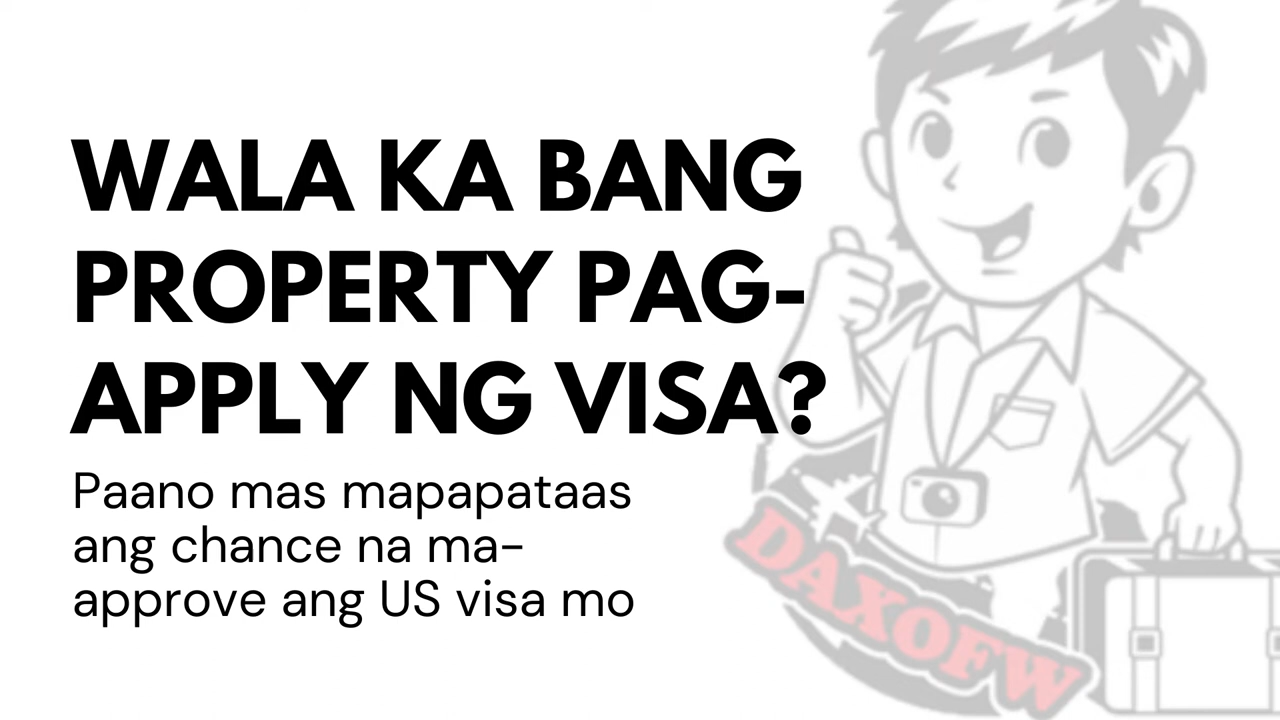 WALA KA BANG
PROPERTY PAG-
APPLY NG VISA?
Paano mas mapapataas
ang chance na ma-
approve ang US visa mo
DAXOFW